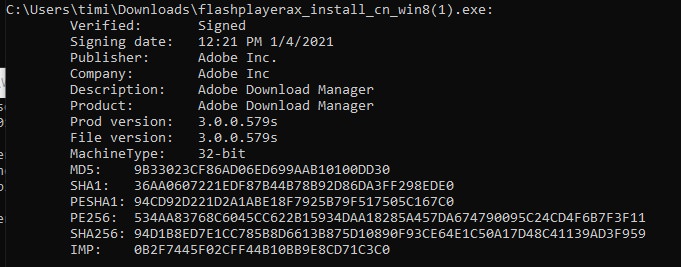 C:\Users\timi\Downloads\flashplayerax_install_cn_win8(1).exe:
Verified: Signed
Signing date: 12:21 PM 1/4/2021
Publisher: Adobe Inc.
Company: Adobe Inc
Description: Adobe Download Manager
Product: Adobe Download Manager
Prod version: 3.0.0.579s
File version: 3.0.0.579s
MachineType: 32-bit
MD5: 9B33023CF86AD06ED699AAB10100DD30
SHA1: 36AA0607221EDF87B44B78B92D86DA3FF298EDE0
PESHA1: 94CD92D221D2A1ABE18F7925B79F517505C167C0
PE256: 534AA83768C6045CC622B15934DAA18285A457DA674790095C24CD4F6B7F3F11
SHA256: 94D1B8ED7E1CC785B8D6613B875D10890F93CE64E1C50A17D48C41139AD3F959
IMP: 0B2F7445F02CFF44B10BB9E8CD71C3C0